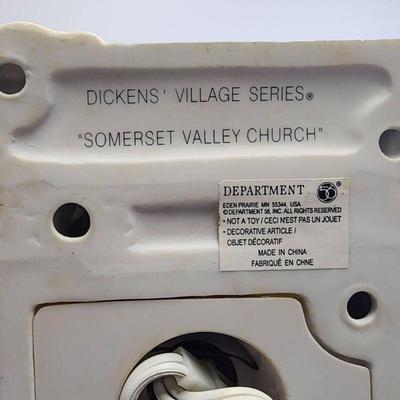 DICKENS' VILLAGE SERIES®
"SOMERSET VALLEY CHURCH"
DEPARTMENT 56®
EDEN PRAIRIE MN 55344, USA
©DEPARTMENT 56, INC. ALL RIGHTS RESERVED
• NOT A TOY / CECI N'EST PAS UN JOUET
• DECORATIVE ARTICLE /
OBJET DÉCORATIF
MADE IN CHINA
FABRIQUÉ EN CHNE